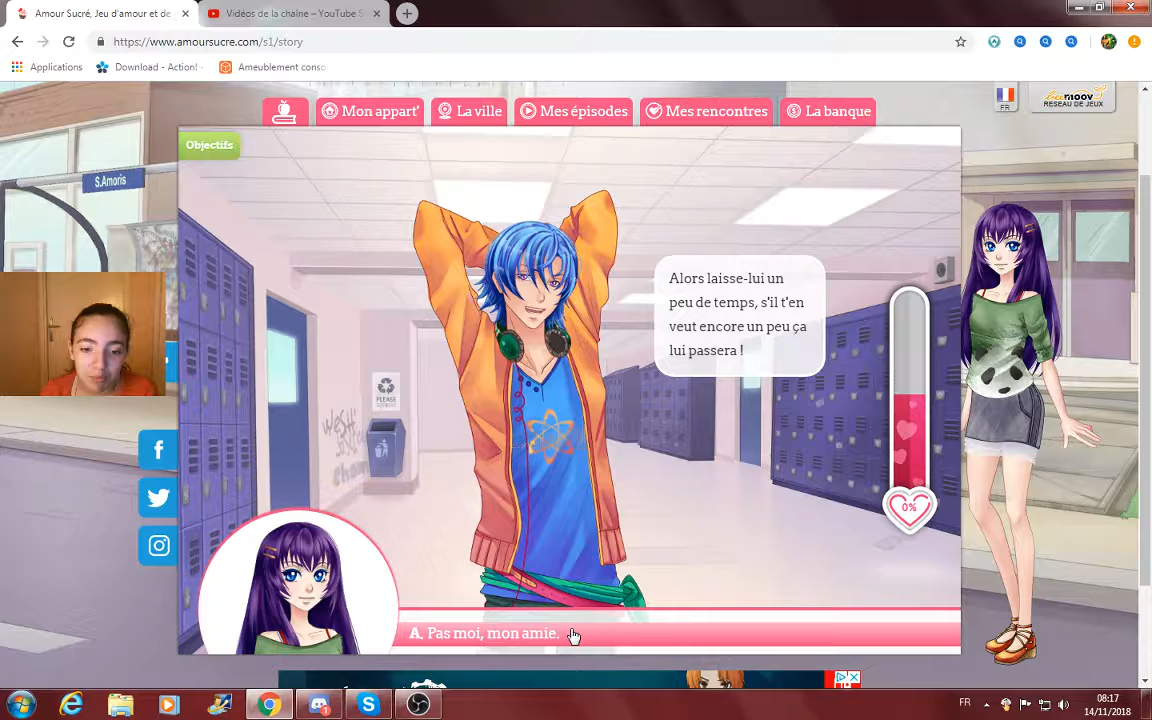 Amour Sucré, Jeu d'amour et de
Vidéos de la chaîne – YouTube S
https://www.amoursucre.com/s1/story
Applications
Download - Action!
Ameublement conso
Mon appart'
La ville
Mes épisodes
Mes rencontres
La banque
FR
beemoov
RESEAU DE JEUX
Objectifs
S.Amoris
Alors laisse-lui un
peu de temps, s'il t'en
veut encore un peu ça
lui passera !
PLEASE
0%
A. Pas moi, mon amie.
FR
08:17
14/11/2018